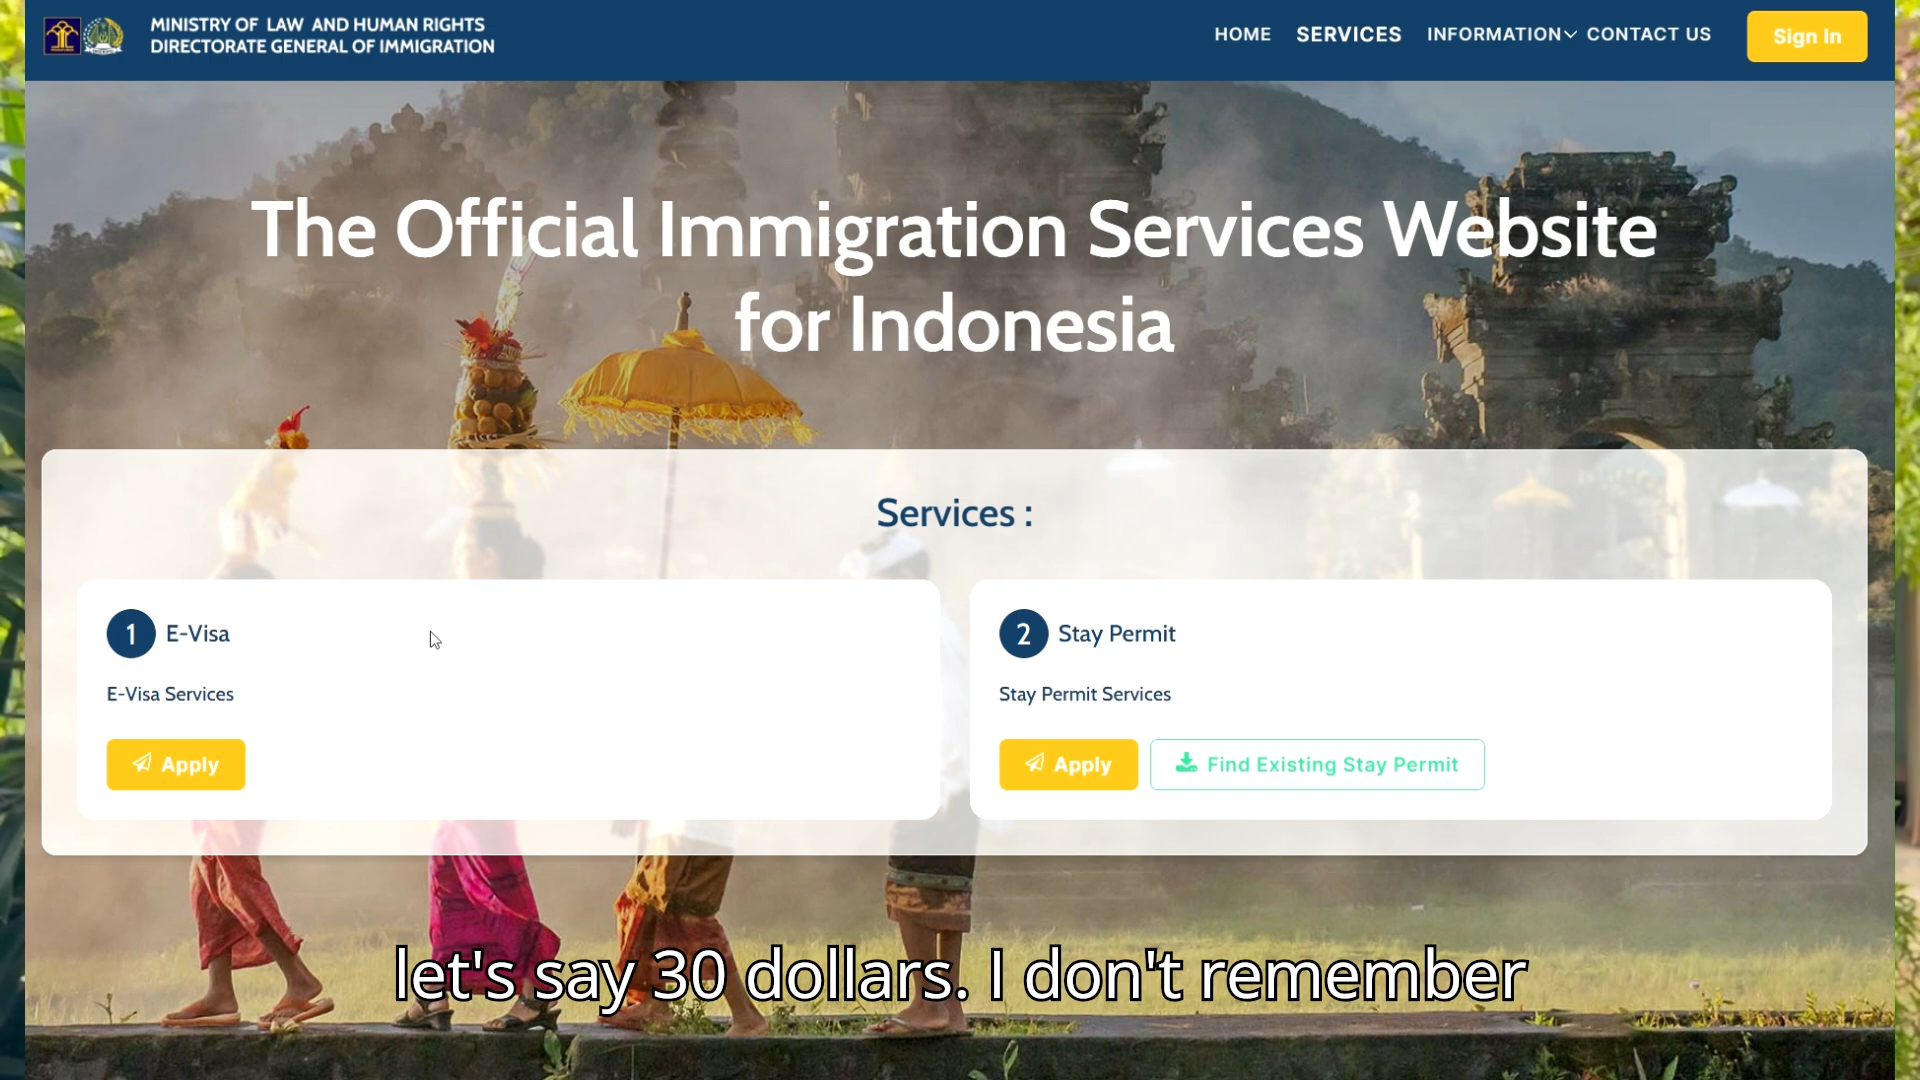 MINISTRY OF LAW AND HUMAN RIGHTS
DIRECTORATE GENERAL OF IMMIGRATION
HOME SERVICES INFORMATION CONTACT US Sign In
The Official Immigration Services Website
for Indonesia
Services :
1 E-Visa
E-Visa Services
Apply
2 Stay Permit
Stay Permit Services
Apply Find Existing Stay Permit
let's say 30 dollars. I don't remember